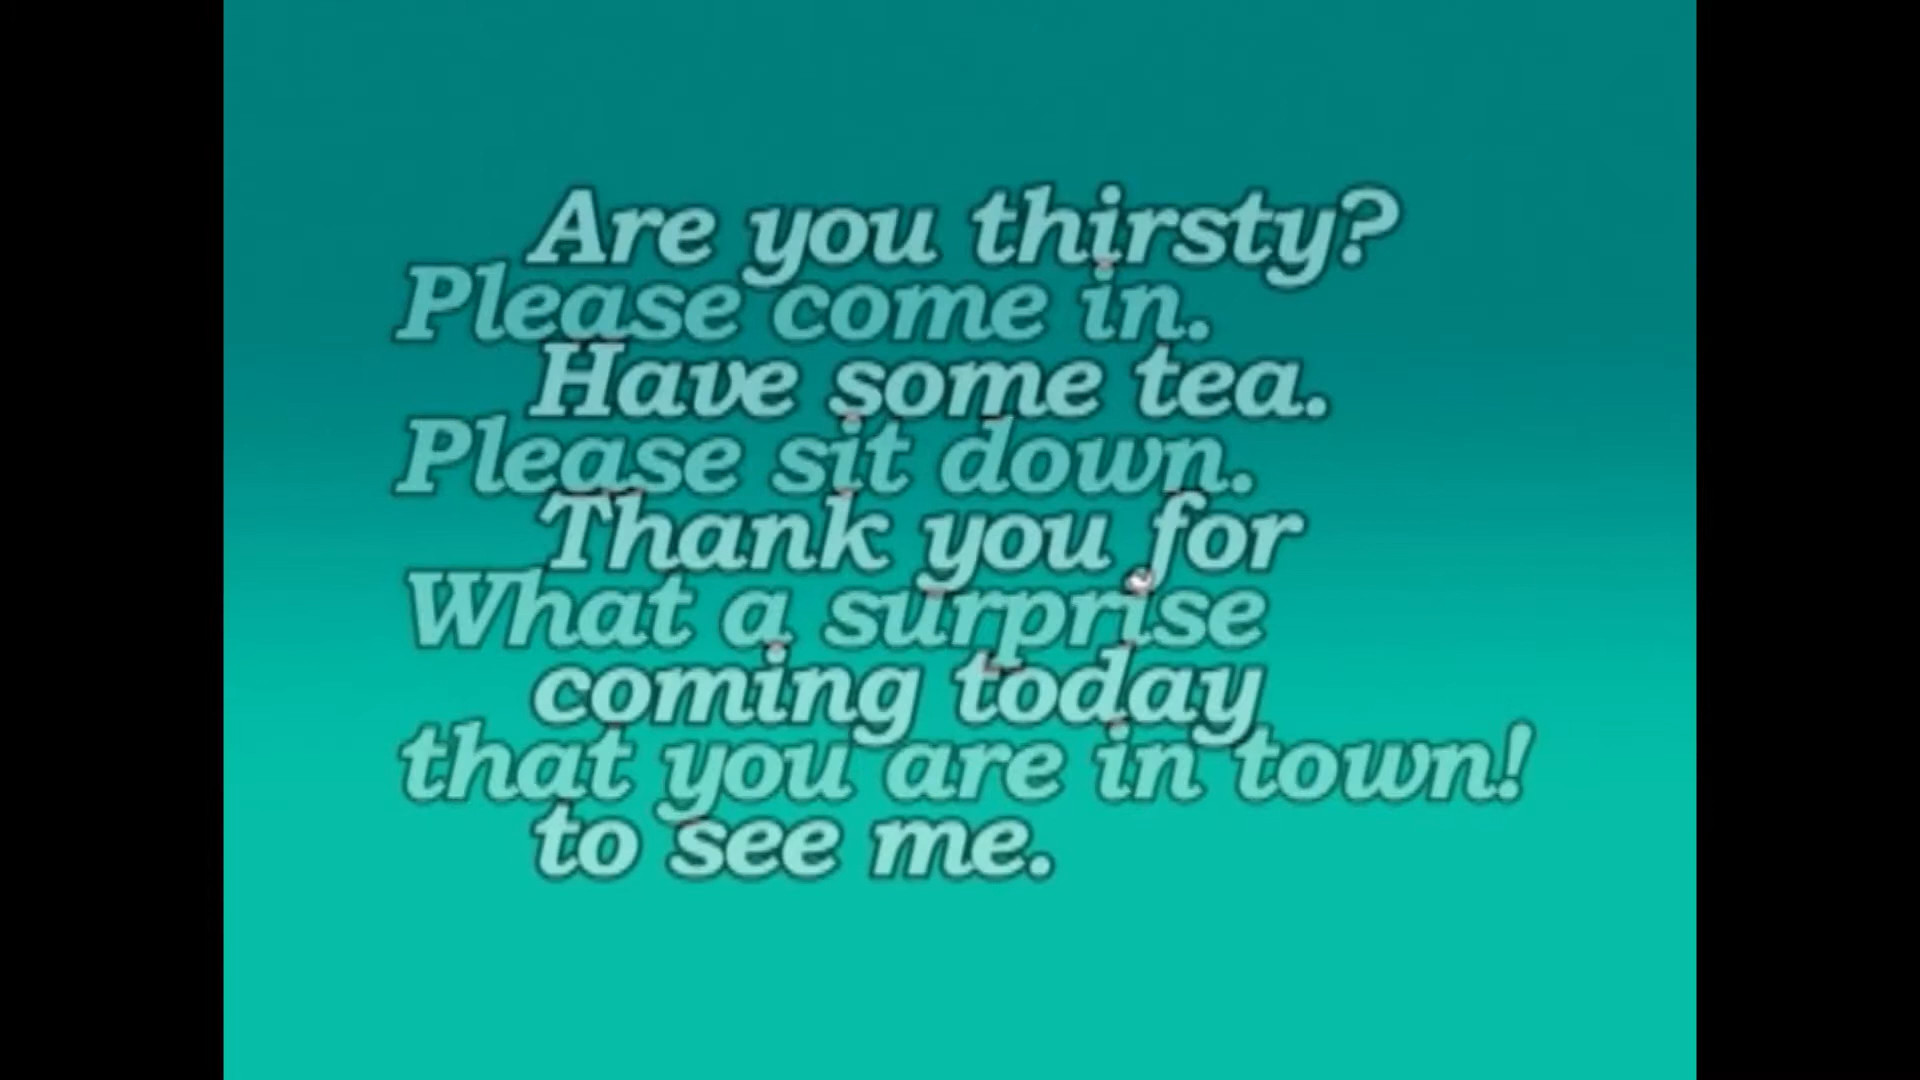 Are you thirsty?
Please come in.
Have some tea.
Please sit down.
Thank you for
What a surprise
coming today
that you are in town!
to see me.